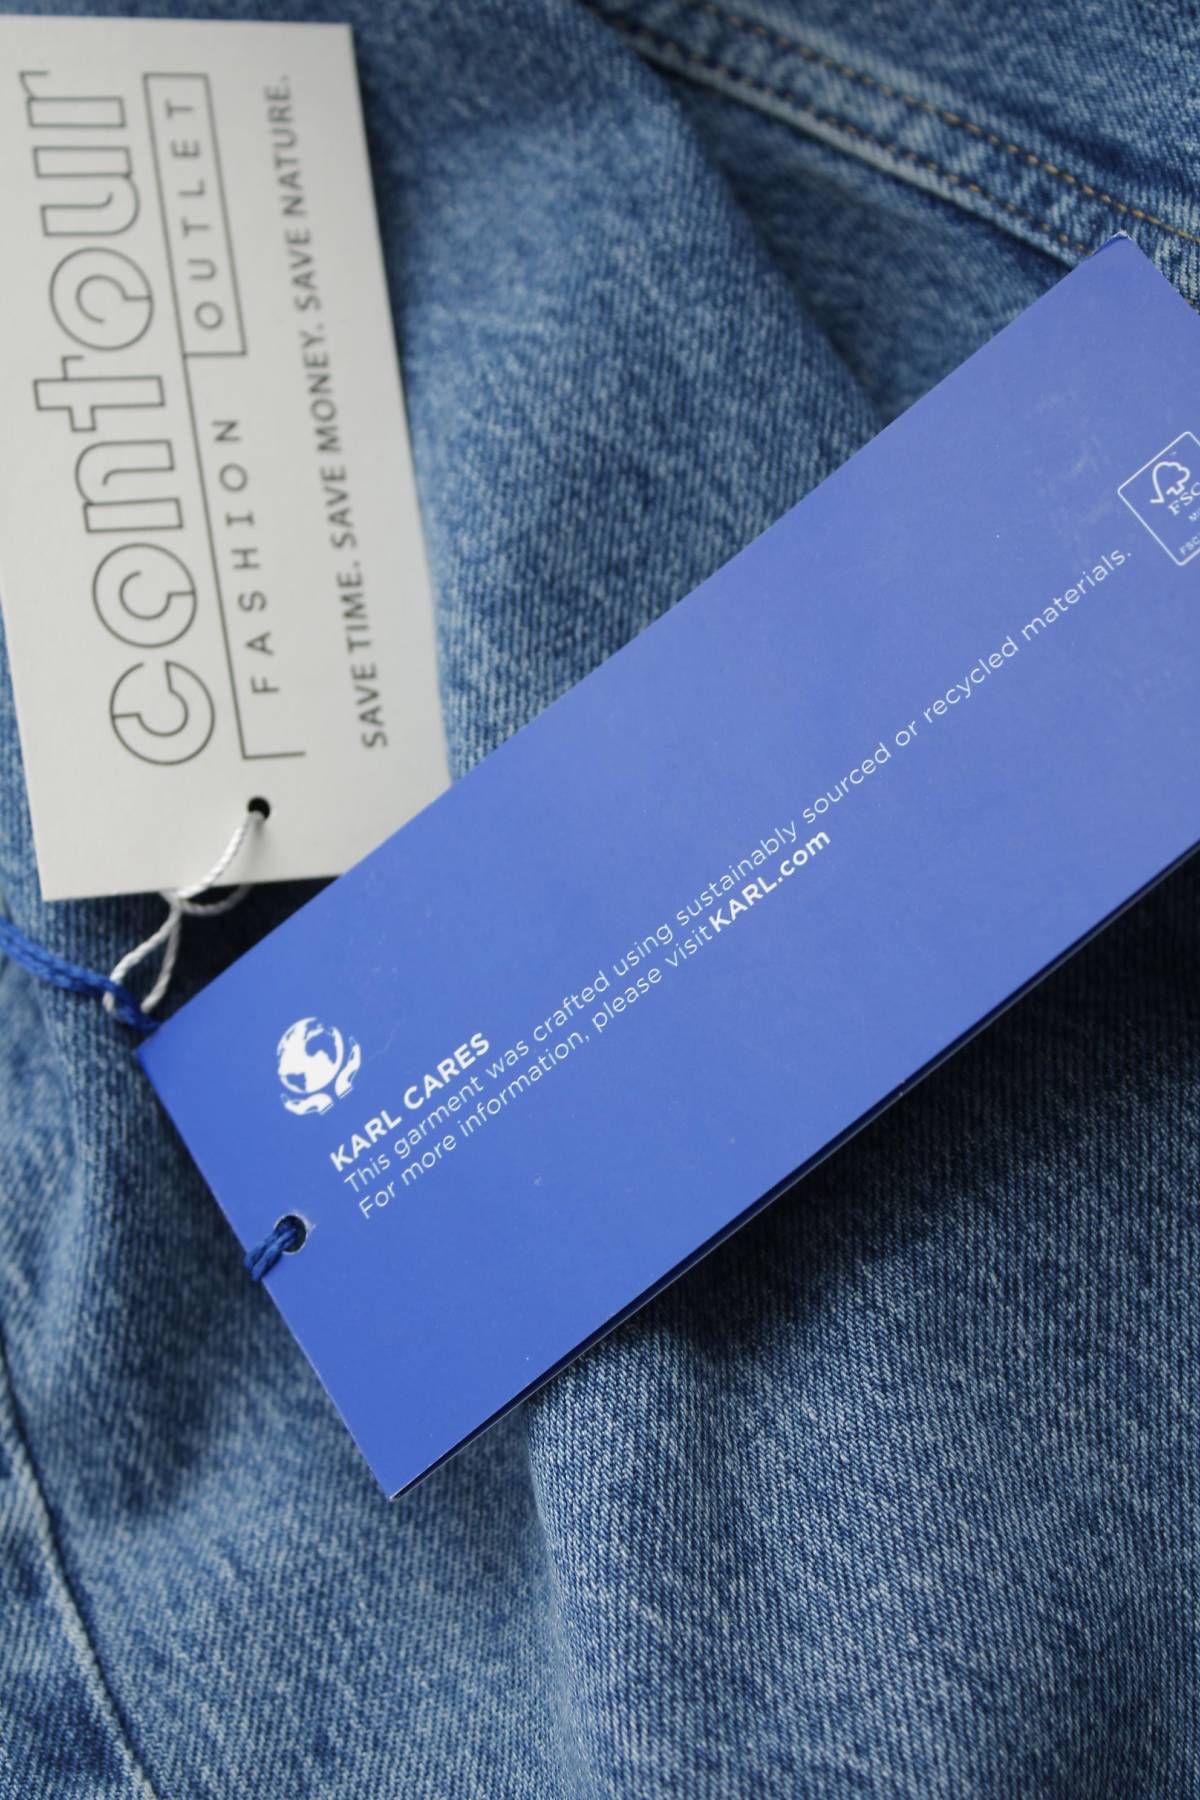 contour
FASHION OUTLET
SAVE TIME. SAVE MONEY. SAVE NATURE.
KARL CARES
This garment was crafted using sustainably sourced or recycled materials.
For more information, please visit KARL.com
FSC